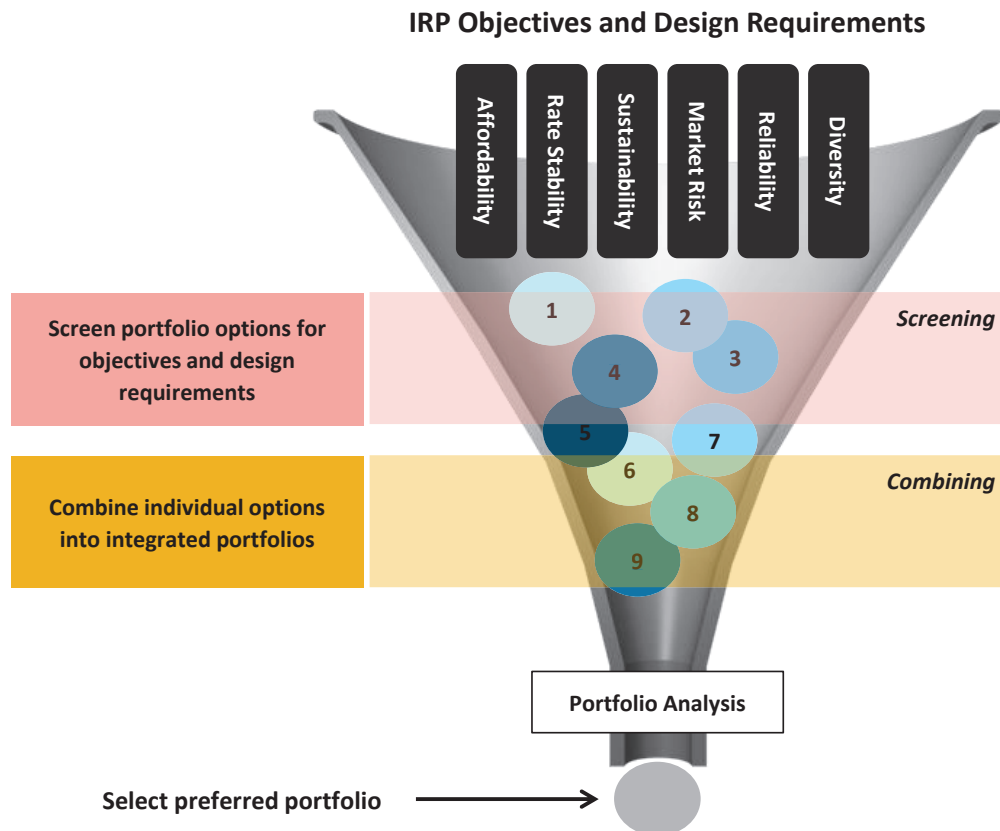 IRP Objectives and Design Requirements
Affordability
Rate Stability
Sustainability
Market Risk
Reliability
Diversity
1
2
3
4
5
6
7
8
9
Screen portfolio options for
objectives and design
requirements
Screening
Combine individual options
into integrated portfolios
Combining
Portfolio Analysis
Select preferred portfolio